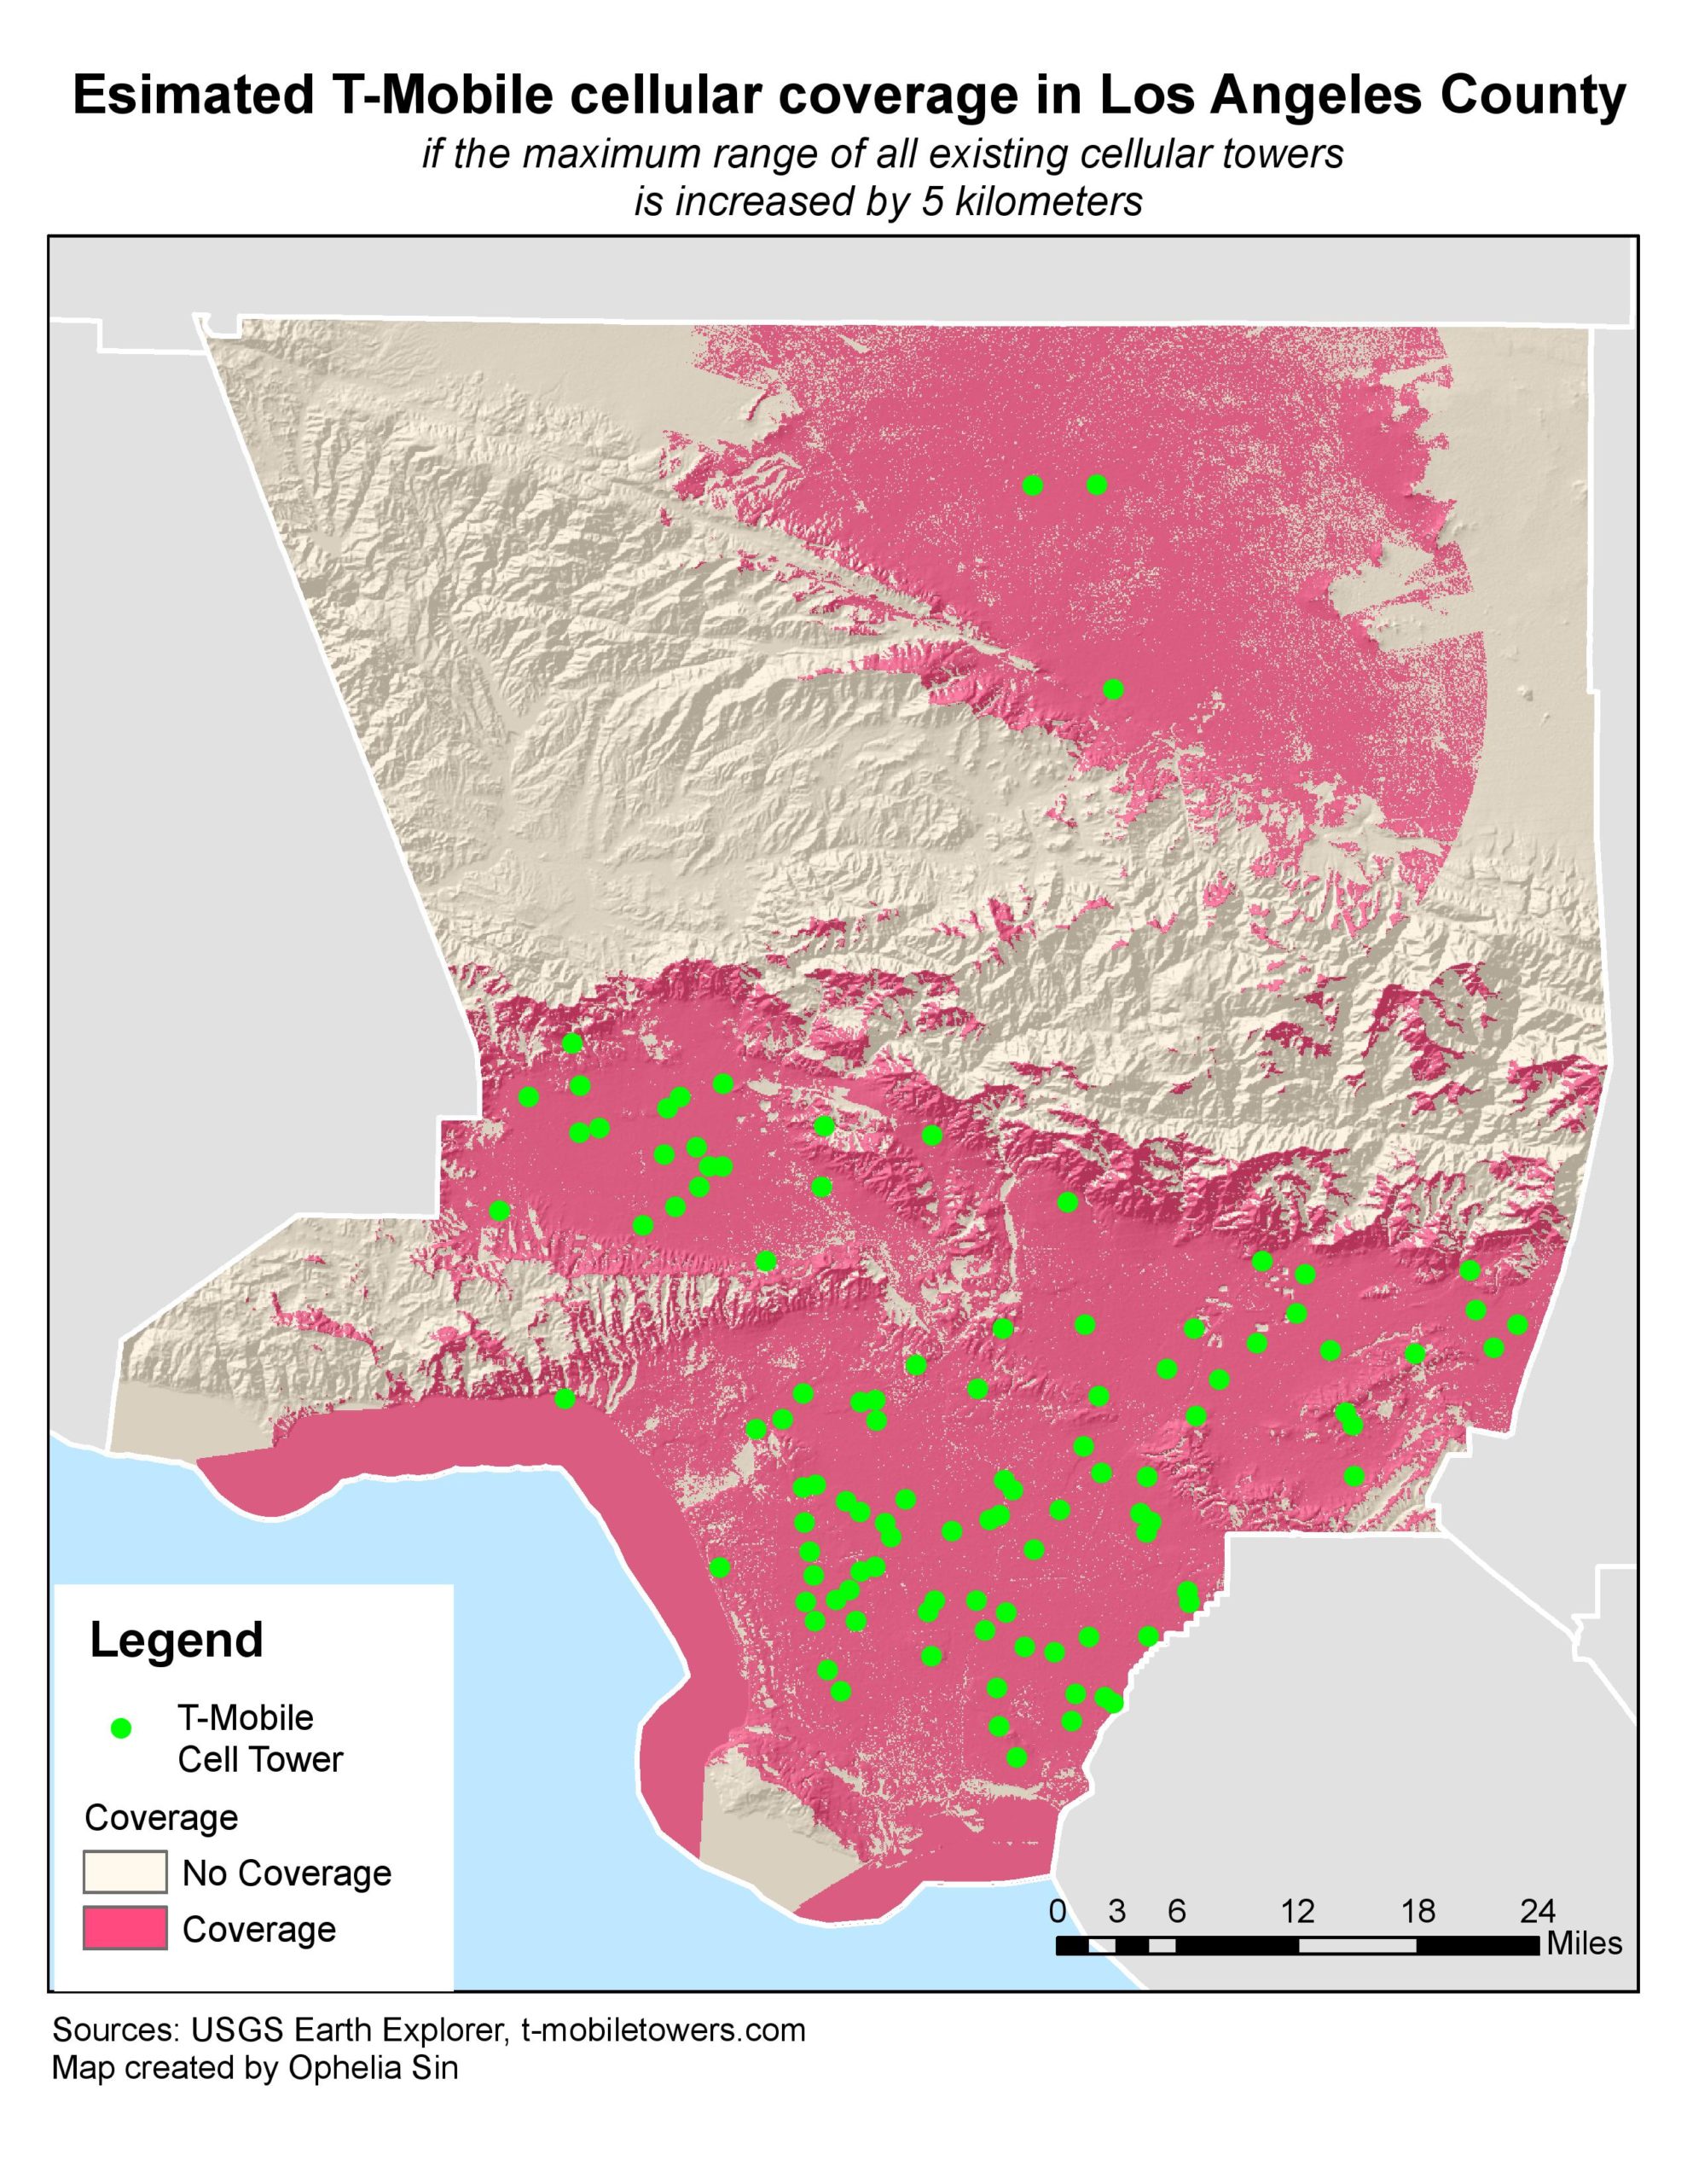 Esimated T-Mobile cellular coverage in Los Angeles County
if the maximum range of all existing cellular towers
is increased by 5 kilometers
Legend
T-Mobile
Cell Tower
Coverage
No Coverage
Coverage
0 3 6 12 18 24
Miles
Sources: USGS Earth Explorer, t-mobiletowers.com
Map created by Ophelia Sin